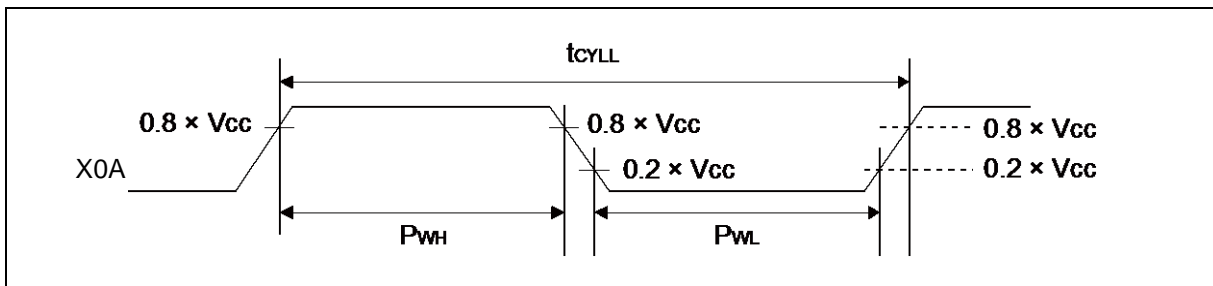 tCYLL
0.8 × Vcc
0.8 × Vcc
0.8 × Vcc
X0A
0.2 × Vcc
0.2 × Vcc
PWH
PWL